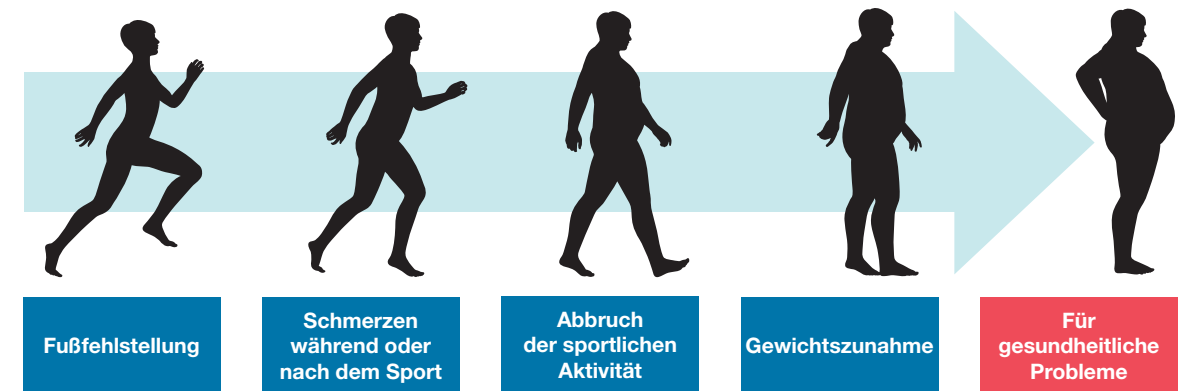 Fußfehlstellung
Schmerzen
während oder
nach dem Sport
Abbruch
der sportlichen
Aktivität
Gewichtszunahme
Für
gesundheitliche
Probleme